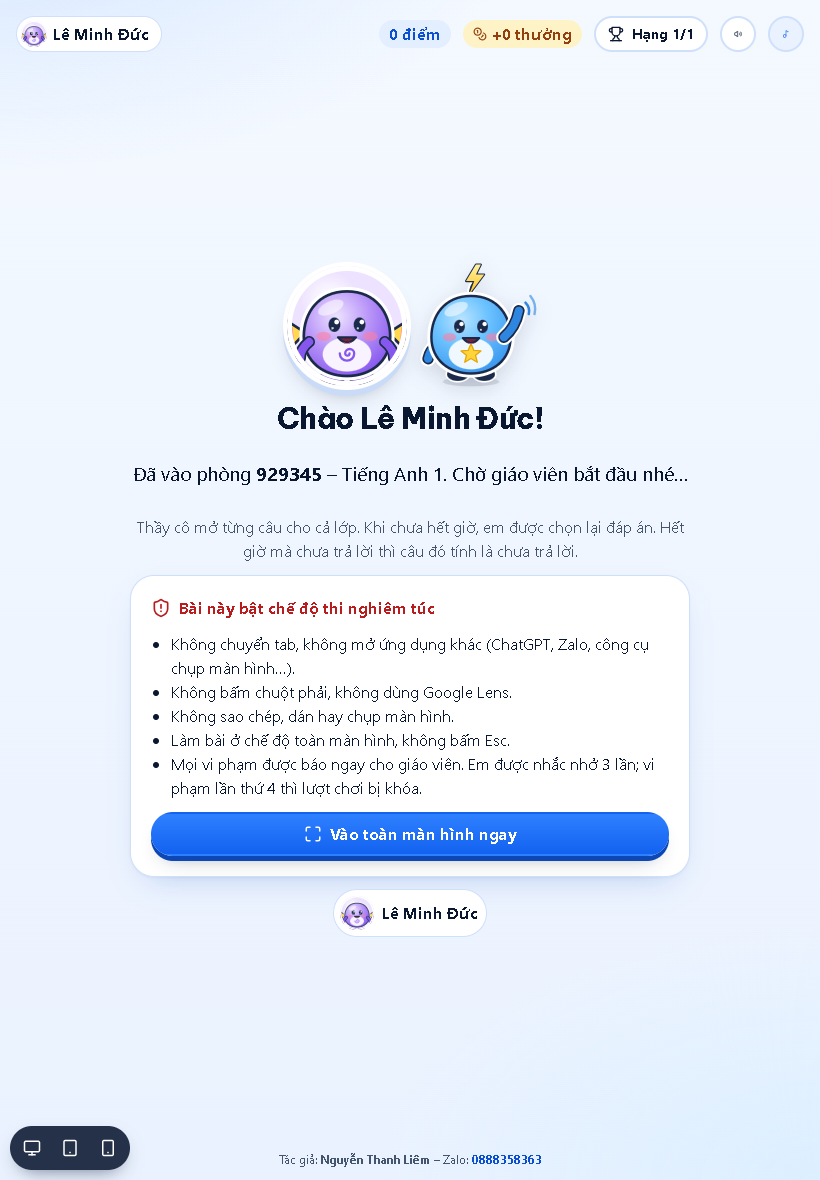 Lê Minh Đức
0 điểm
+0 thưởng
Hạng 1/1
Chào Lê Minh Đức!
Đã vào phòng 929345 – Tiếng Anh 1. Chờ giáo viên bắt đầu nhé...
Thầy cô mở từng câu cho cả lớp. Khi chưa hết giờ, em được chọn lại đáp án. Hết
giờ mà chưa trả lời thì câu đó tính là chưa trả lời.
Bài này bật chế độ thi nghiêm túc
• Không chuyển tab, không mở ứng dụng khác (ChatGPT, Zalo, công cụ
chụp màn hình...).
• Không bấm chuột phải, không dùng Google Lens.
• Không sao chép, dán hay chụp màn hình.
• Làm bài ở chế độ toàn màn hình, không bấm Esc.
• Mọi vi phạm được báo ngay cho giáo viên. Em được nhắc nhở 3 lần; vi
phạm lần thứ 4 thì lượt chơi bị khóa.
Vào toàn màn hình ngay
Lê Minh Đức
Tác giả: Nguyễn Thanh Liêm – Zalo: 0888358363